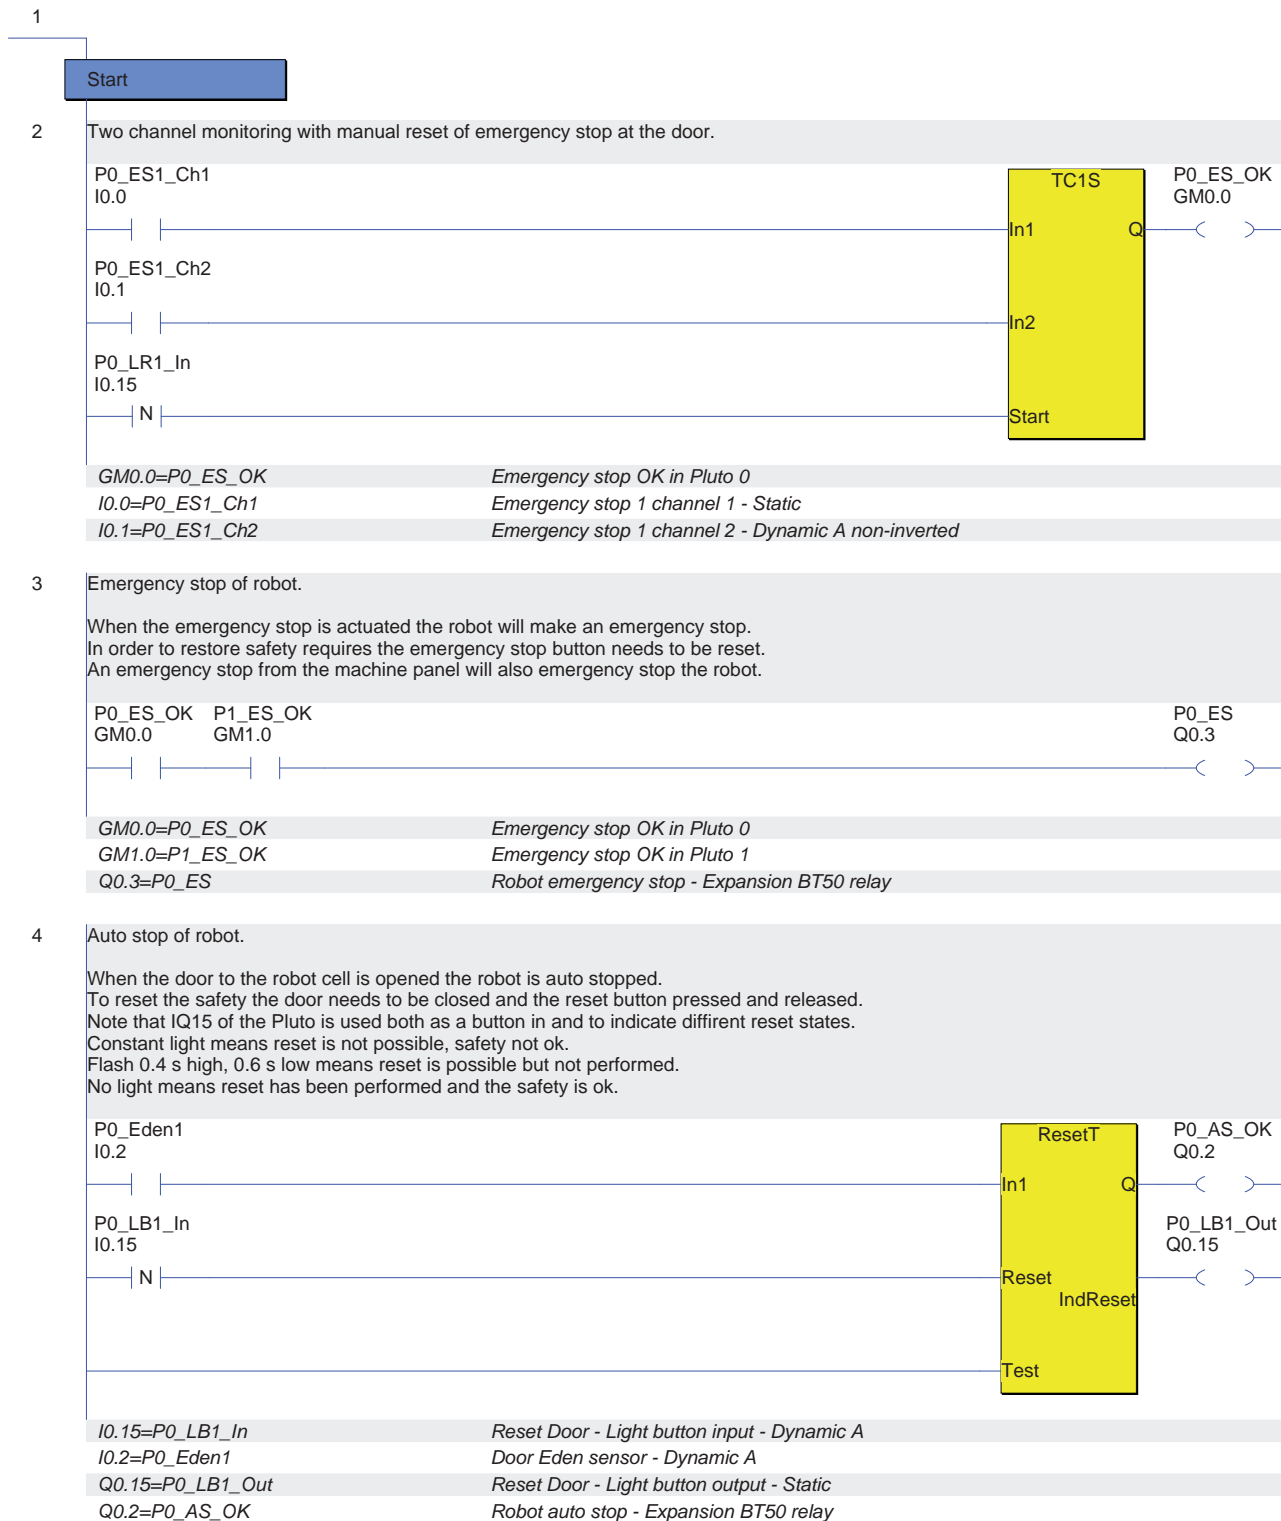 1
Start
2 Two channel monitoring with manual reset of emergency stop at the door.
P0_ES1_Ch1 TC1S P0_ES_OK
I0.0 GM0.0
In1 Q
P0_ES1_Ch2
I0.1
In2
P0_LR1_In
I0.15
N Start
GM0.0=P0_ES_OK Emergency stop OK in Pluto 0
I0.0=P0_ES1_Ch1 Emergency stop 1 channel 1 - Static
I0.1=P0_ES1_Ch2 Emergency stop 1 channel 2 - Dynamic A non-inverted
3 Emergency stop of robot.
When the emergency stop is actuated the robot will make an emergency stop.
In order to restore safety requires the emergency stop button needs to be reset.
An emergency stop from the machine panel will also emergency stop the robot.
P0_ES_OK P1_ES_OK P0_ES
GM0.0 GM1.0 Q0.3
GM0.0=P0_ES_OK Emergency stop OK in Pluto 0
GM1.0=P1_ES_OK Emergency stop OK in Pluto 1
Q0.3=P0_ES Robot emergency stop - Expansion BT50 relay
4 Auto stop of robot.
When the door to the robot cell is opened the robot is auto stopped.
To reset the safety the door needs to be closed and the reset button pressed and released.
Note that IQ15 of the Pluto is used both as a button in and to indicate diffirent reset states.
Constant light means reset is not possible, safety not ok.
Flash 0.4 s high, 0.6 s low means reset is possible but not performed.
No light means reset has been performed and the safety is ok.
P0_Eden1 ResetT P0_AS_OK
I0.2 Q0.2
In1 Q
P0_LB1_In P0_LB1_Out
I0.15 Q0.15
N Reset
IndReset
Test
I0.15=P0_LB1_In Reset Door - Light button input - Dynamic A
I0.2=P0_Eden1 Door Eden sensor - Dynamic A
Q0.15=P0_LB1_Out Reset Door - Light button output - Static
Q0.2=P0_AS_OK Robot auto stop - Expansion BT50 relay